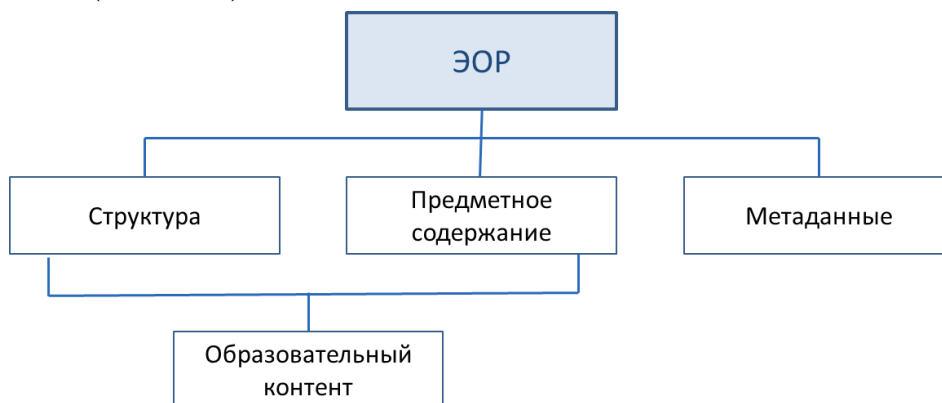 ЭОР
Структура
Предметное
содержание
Метаданные
Образовательный
контент